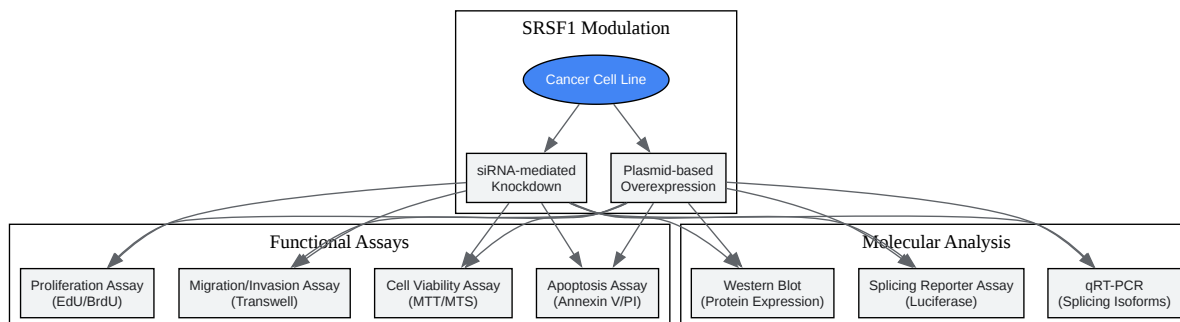 SRSF1 Modulation
Cancer Cell Line
siRNA-mediated
Knockdown
Plasmid-based
Overexpression
Functional Assays
Molecular Analysis
Proliferation Assay
(EdU/BrdU)
Migration/Invasion Assay
(Transwell)
Cell Viability Assay
(MTT/MTS)
Apoptosis Assay
(Annexin V/PI)
Western Blot
(Protein Expression)
Splicing Reporter Assay
(Luciferase)
qRT-PCR
(Splicing Isoforms)